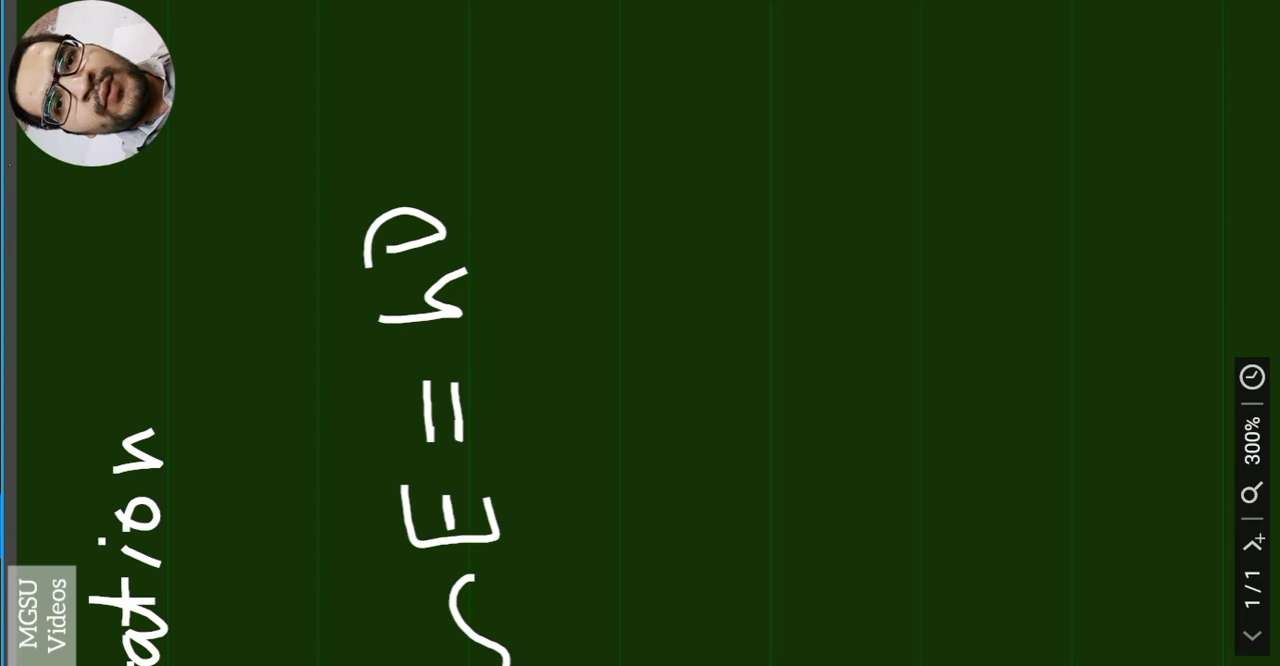 MGSU
Videos
ation
E = h
1 / 1
300%